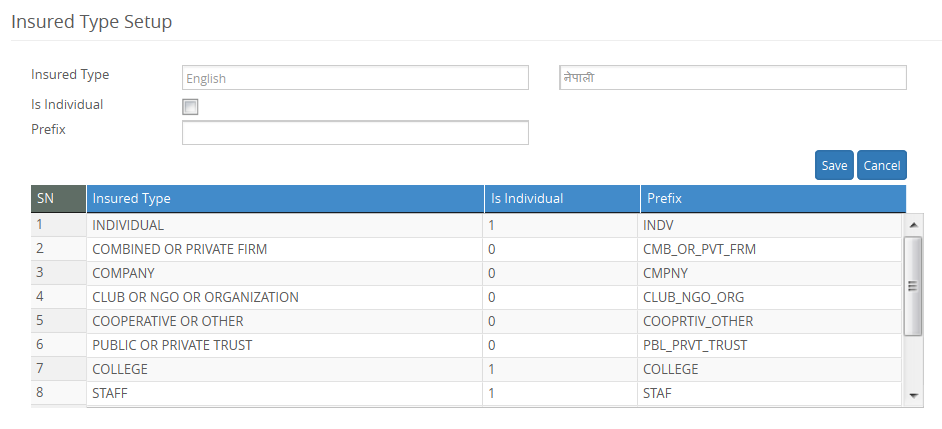 Insured Type Setup
Insured Type English नेपाली
Is Individual
Prefix
Save Cancel
SN Insured Type Is Individual Prefix
1 INDIVIDUAL 1 INDV
2 COMBINED OR PRIVATE FIRM 0 CMB_OR_PVT_FRM
3 COMPANY 0 CMPNY
4 CLUB OR NGO OR ORGANIZATION 0 CLUB_NGO_ORG
5 COOPERATIVE OR OTHER 0 COOPRTIV_OTHER
6 PUBLIC OR PRIVATE TRUST 0 PBL_PRVT_TRUST
7 COLLEGE 1 COLLEGE
8 STAFF 1 STAF